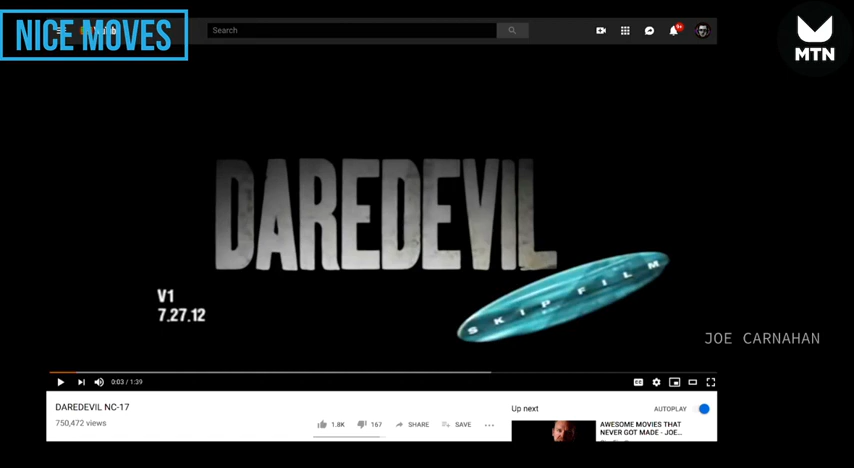 NICE MOVES
Search
9+
MTN
DAREDEVIL
SKIP FILM
V1
7.27.12
JOE CARNAHAN
0:03 / 1:39
CC
DAREDEVIL NC-17
750,472 views
1.8K
167
SHARE
SAVE
Up next
AUTOPLAY
AWESOME MOVIES THAT
NEVER GOT MADE - JOE...